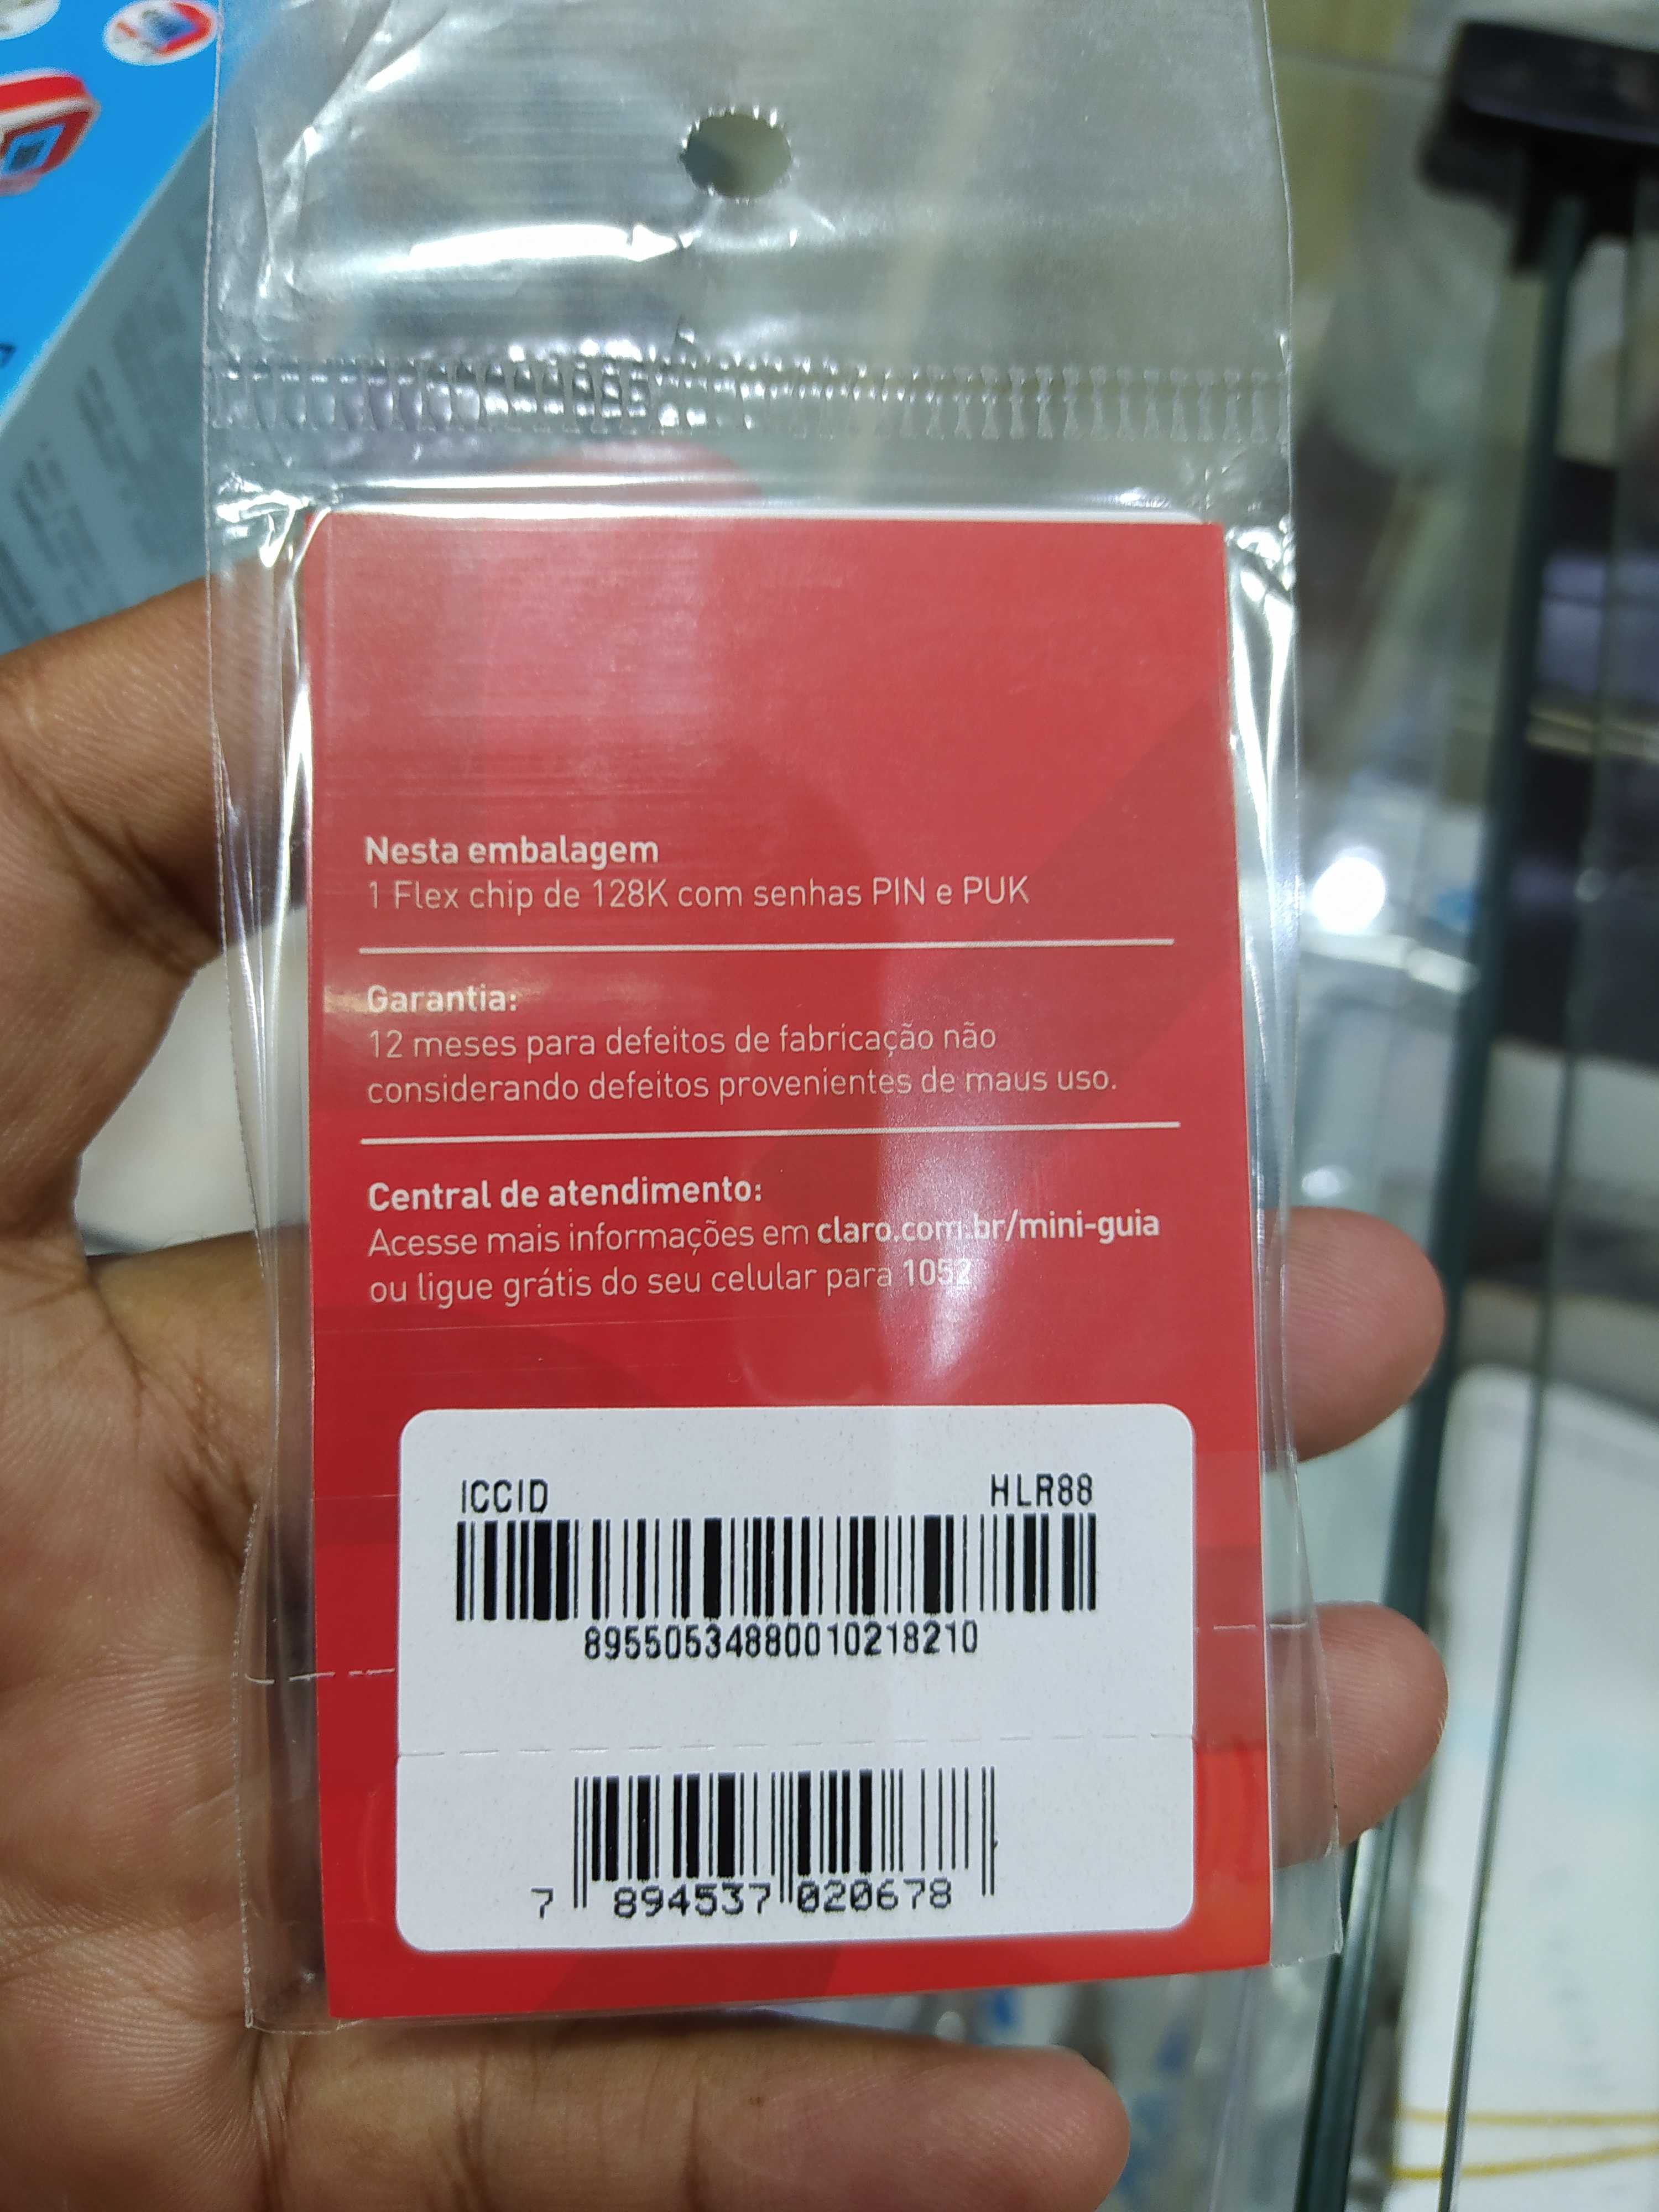 Nesta embalagem
1 Flex chip de 128K com senhas PIN e PUK
Garantia:
12 meses para defeitos de fabricação não
considerando defeitos provenientes de maus uso.
Central de atendimento:
Acesse mais informações em claro.com.br/mini-guia
ou ligue grátis do seu celular para 1052
ICCID HLR88
89550534880010218210
7 894537 020678